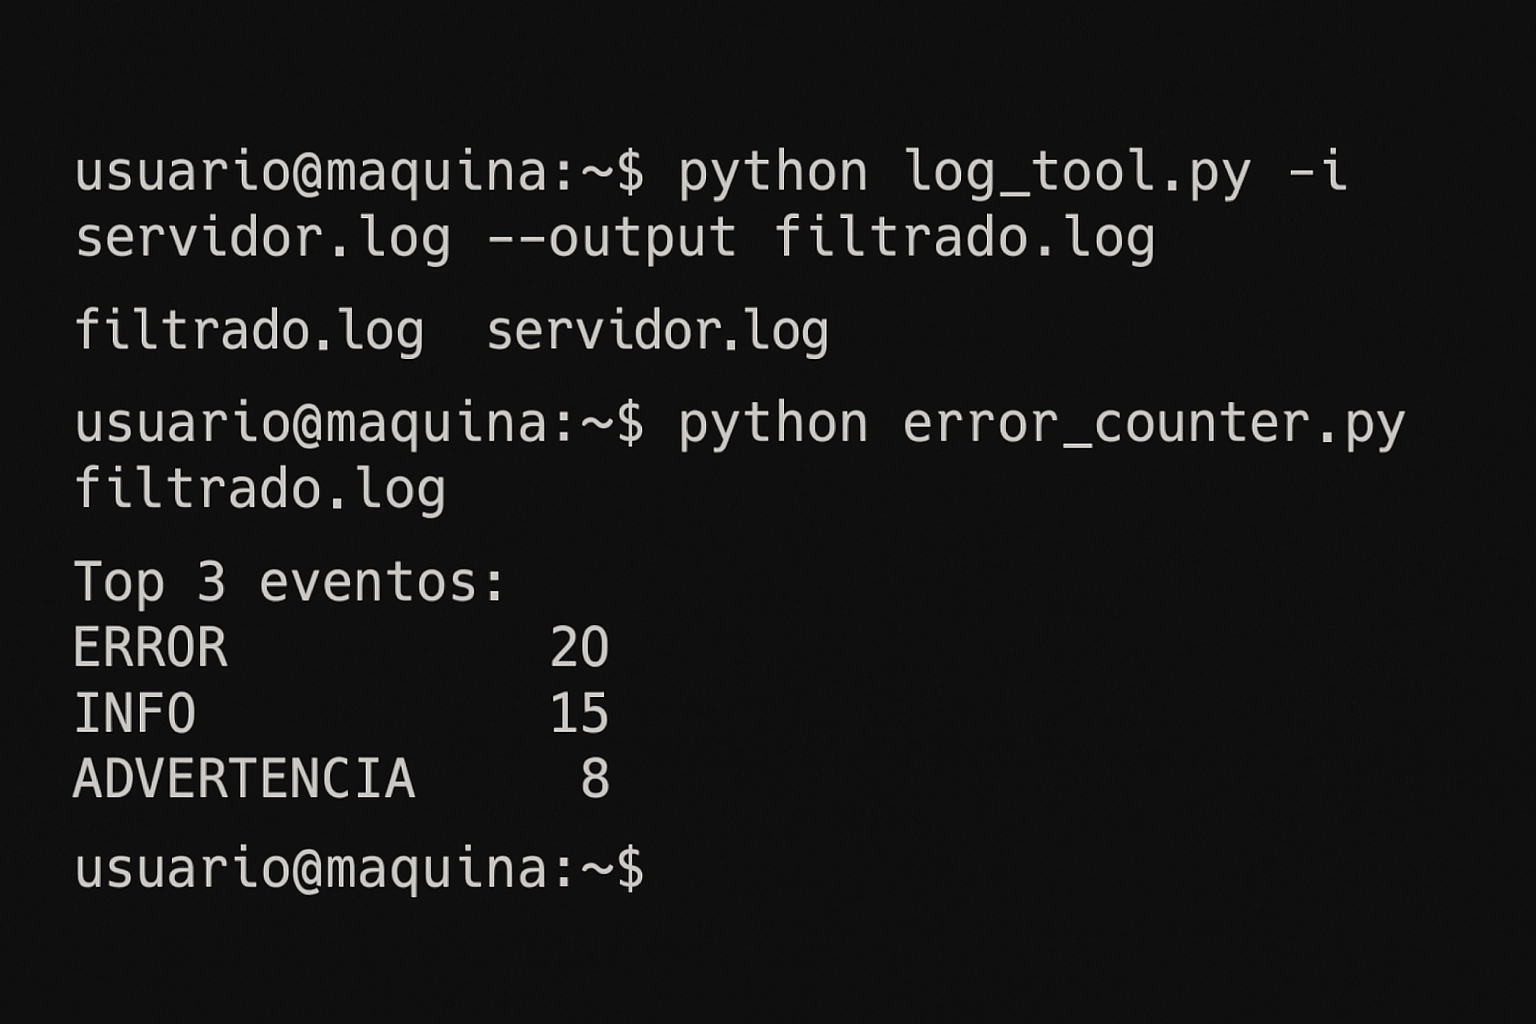 usuario@maquina:~$ python log_tool.py -i
servidor.log --output filtrado.log
filtrado.log  servidor.log
usuario@maquina:~$ python error_counter.py
filtrado.log
Top 3 eventos:
ERROR 20
INFO 15
ADVERTENCIA 8
usuario@maquina:~$